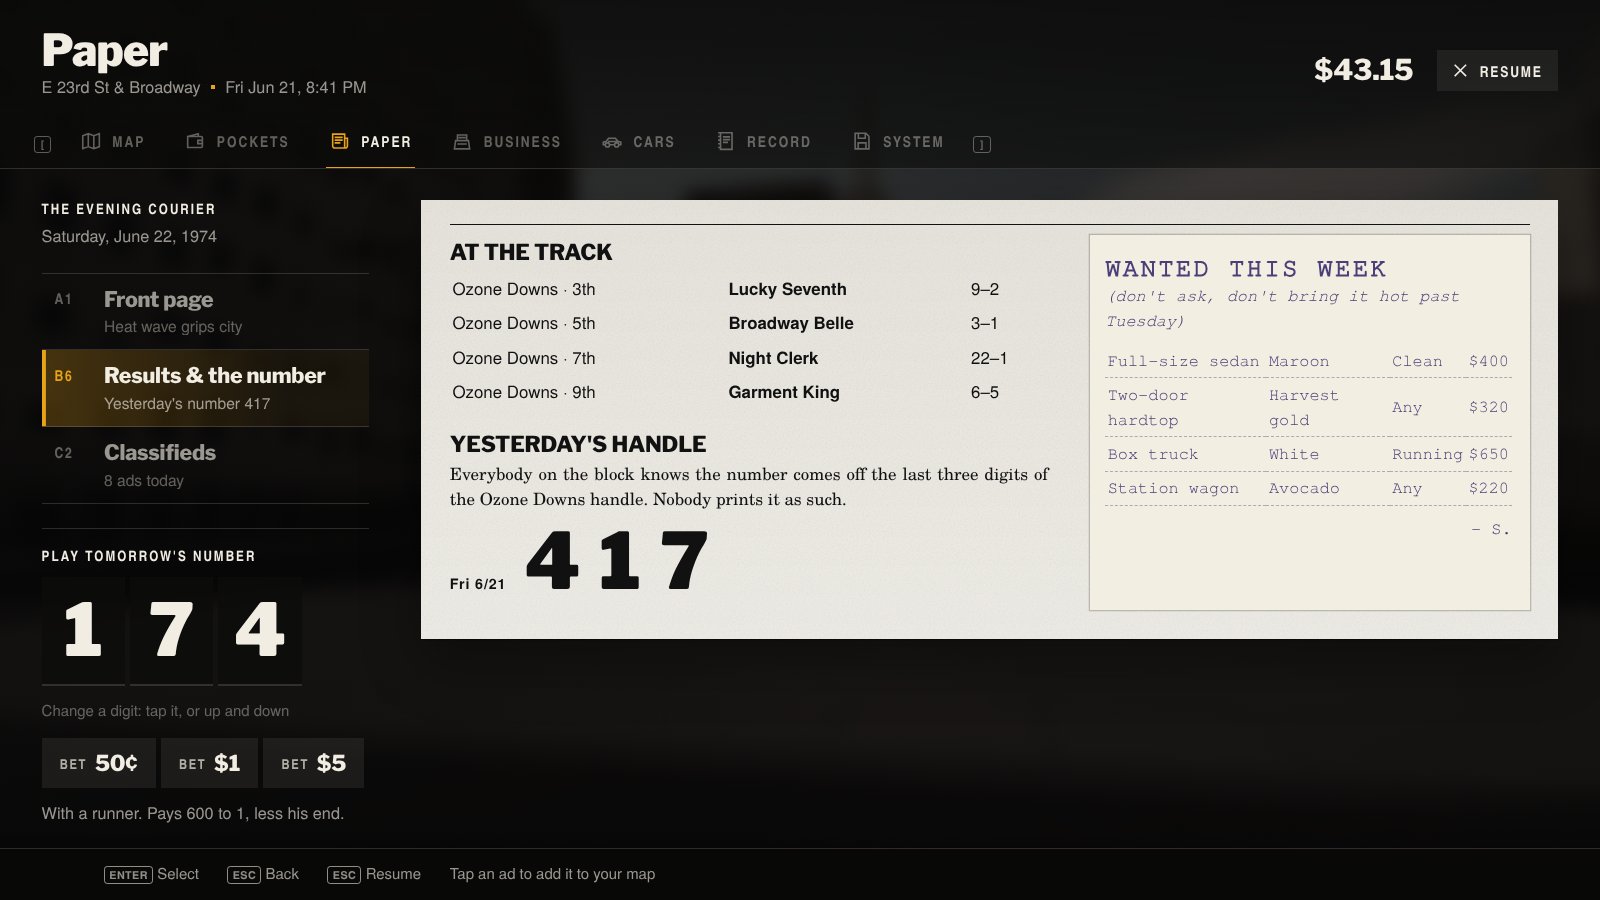 Paper
E 23rd St & Broadway • Fri Jun 21, 8:41 PM
$43.15
RESUME
[ MAP POCKETS PAPER BUSINESS CARS RECORD SYSTEM ]
THE EVENING COURIER
Saturday, June 22, 1974
A1 Front page
Heat wave grips city
B6 Results & the number
Yesterday's number 417
C2 Classifieds
8 ads today
PLAY TOMORROW'S NUMBER
1 7 4
Change a digit: tap it, or up and down
BET 50¢ BET $1 BET $5
With a runner. Pays 600 to 1, less his end.
AT THE TRACK
Ozone Downs · 3th Lucky Seventh 9–2
Ozone Downs · 5th Broadway Belle 3–1
Ozone Downs · 7th Night Clerk 22–1
Ozone Downs · 9th Garment King 6–5
YESTERDAY'S HANDLE
Everybody on the block knows the number comes off the last three digits of
the Ozone Downs handle. Nobody prints it as such.
Fri 6/21 417
WANTED THIS WEEK
(don't ask, don't bring it hot past
Tuesday)
Full-size sedan Maroon Clean $400
Two-door hardtop Harvest gold Any $320
Box truck White Running $650
Station wagon Avocado Any $220
– S.
ENTER Select ESC Back ESC Resume Tap an ad to add it to your map